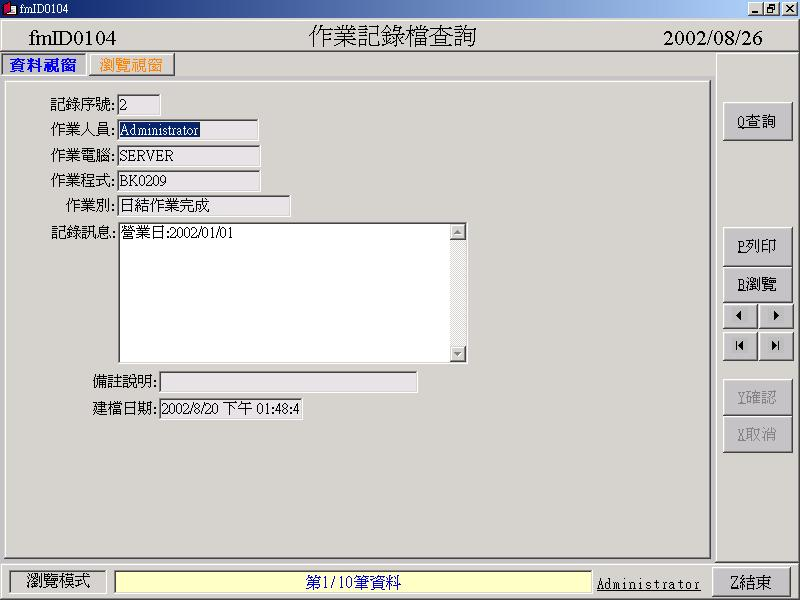 fmID0104
fmID0104 作業記錄檔查詢 2002/08/26
資料視窗 瀏覽視窗
記錄序號: 2
作業人員: Administrator
Q查詢
作業電腦: SERVER
作業程式: BK0209
作業別: 日結作業完成
記錄訊息: 營業日:2002/01/01
P列印
B瀏覽
備註說明:
Y確認
建檔日期: 2002/8/20 下午 01:48:4
X取消
瀏覽模式 第1/10筆資料 Administrator Z結束